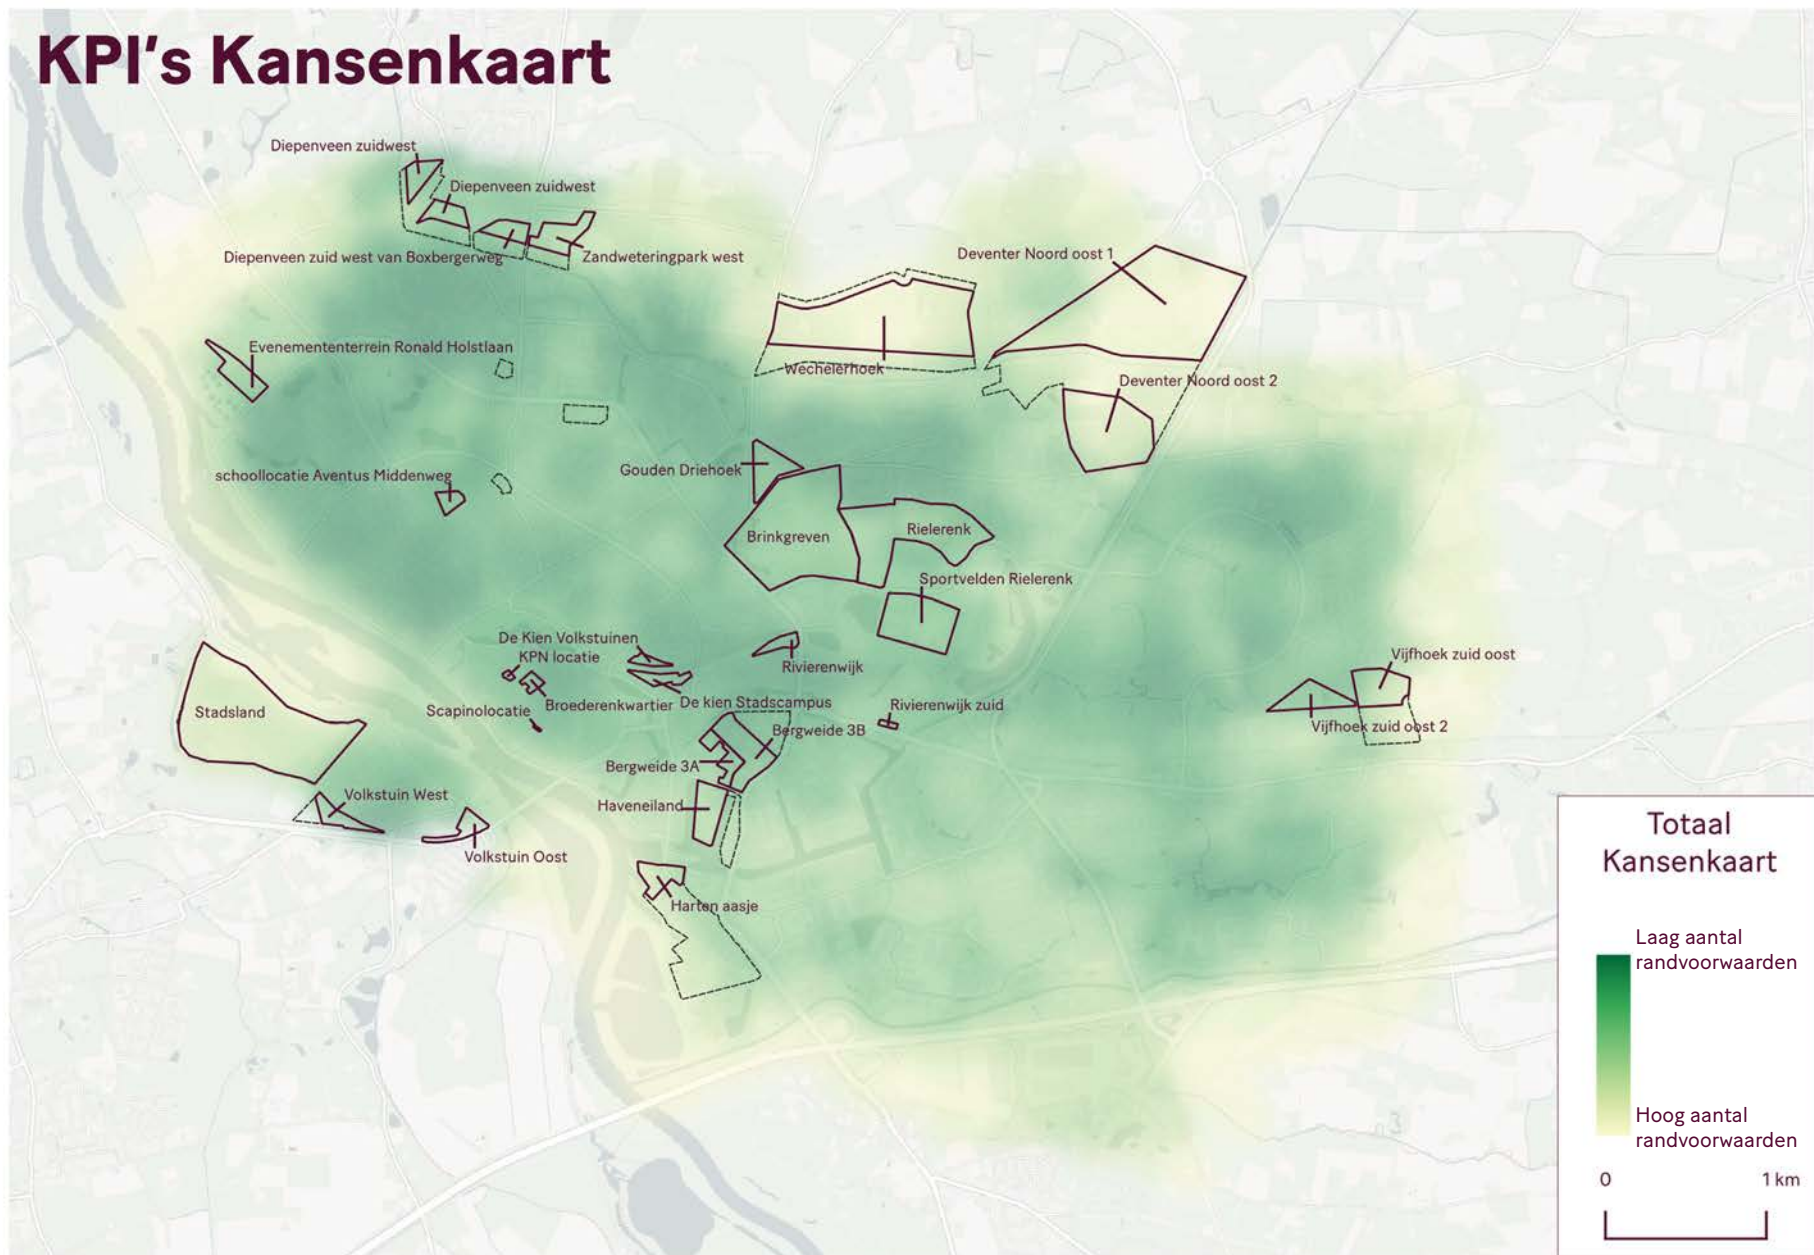 KPI's Kansenkaart
Diepenveen zuidwest
Diepenveen zuidwest
Diepenveen zuid west van Boxbergerweg
Zandweteringpark west
Deventer Noord oost 1
Evenemententerrein Ronald Holstlaan
Wechelerhoek
Deventer Noord oost 2
schoollocatie Aventus Middenweg
Gouden Driehoek
Brinkgreven
Rielerenk
Sportvelden Rielerenk
De Kien Volkstuinen
KPN locatie
Rivierenwijk
Vijfhoek zuid oost
Stadsland
Scapinolocatie
Broederenkwartier
De kien Stadscampus
Rivierenwijk zuid
Vijfhoek zuid oost 2
Bergweide 3B
Bergweide 3A
Volkstuin West
Haveneiland
Volkstuin Oost
Harten aasje
Totaal
Kansenkaart
Laag aantal
randvoorwaarden
Hoog aantal
randvoorwaarden
0 1 km